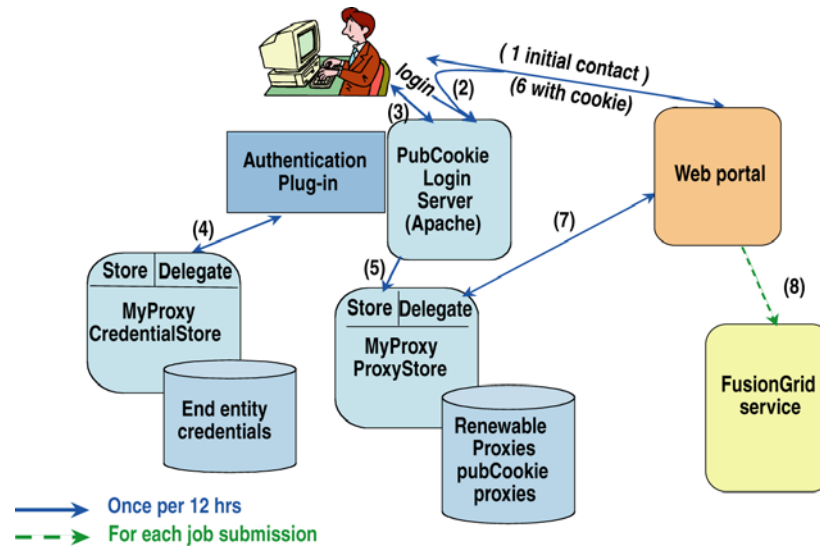 ( 1 initial contact )
(6 with cookie)
login
(2)
(3)
Authentication
Plug-in
PubCookie
Login
Server
(Apache)
Web portal
(4)
(7)
(5)
(8)
Store Delegate
MyProxy
CredentialStore
Store Delegate
MyProxy
ProxyStore
FusionGrid
service
End entity
credentials
Renewable
Proxies
pubCookie
proxies
Once per 12 hrs
For each job submission